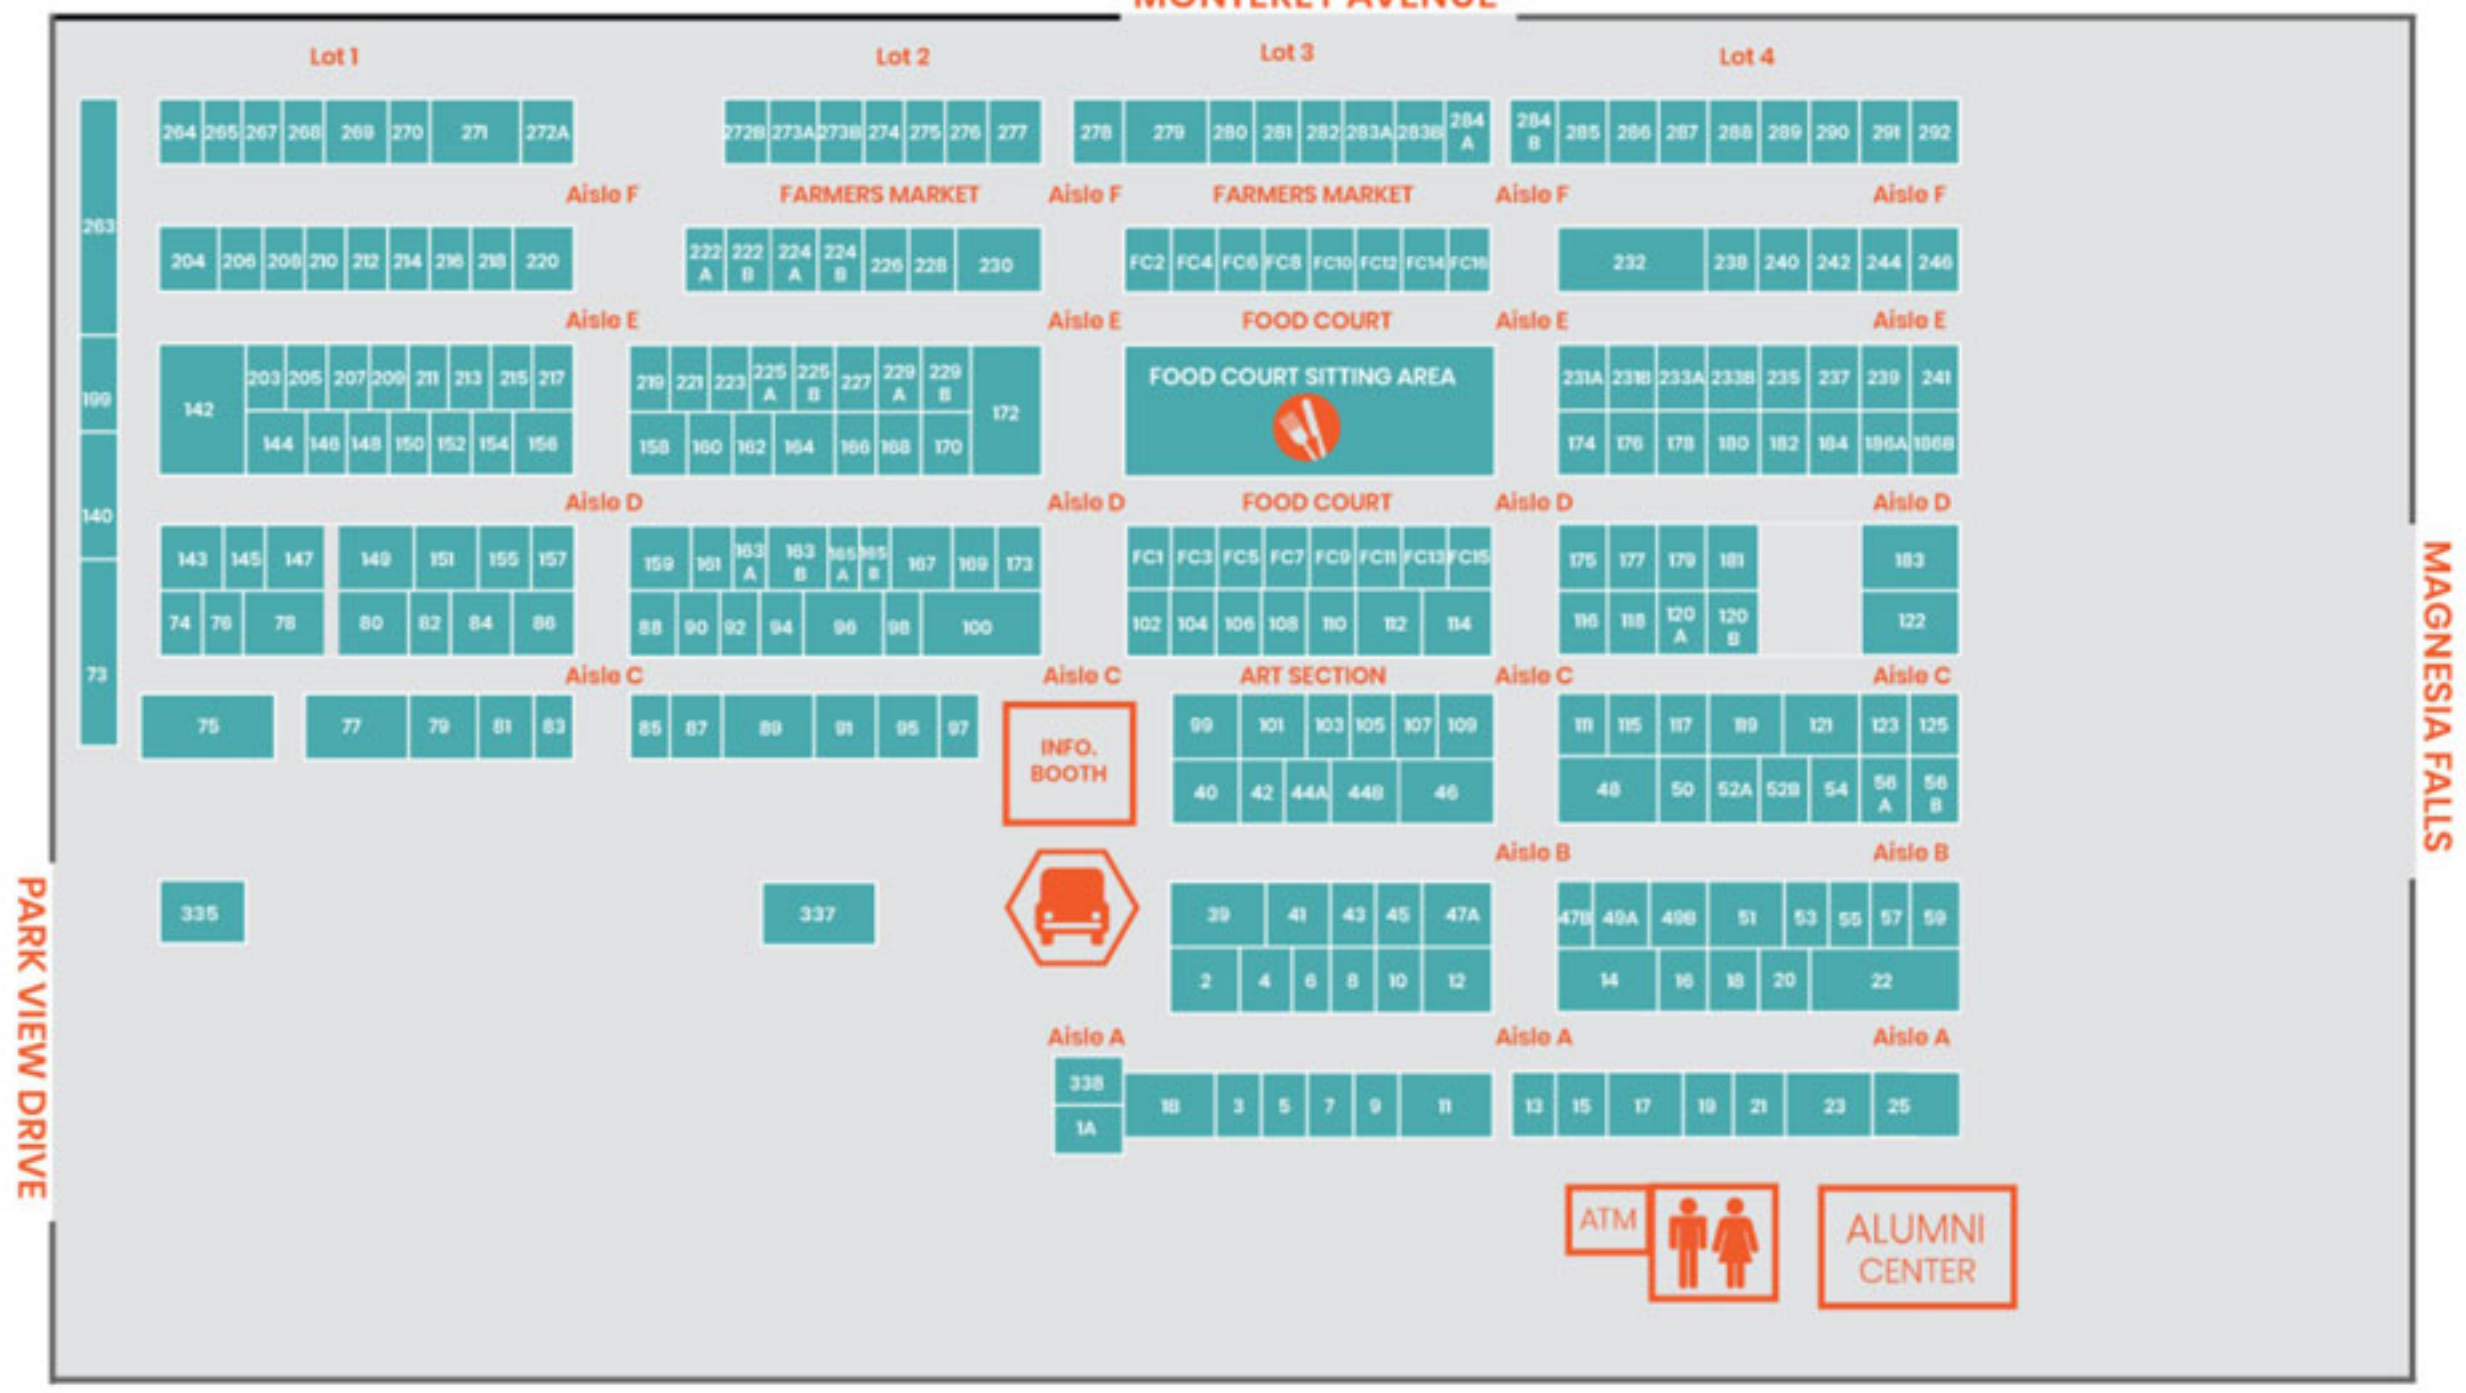 MONTEREY AVENUE
Lot 1 Lot 2 Lot 3 Lot 4
264 265 267 268 269 270 271 272A 272B 273A 273B 274 275 276 277 278 279 280 281 282 283A 283B 284 A 284 B 285 286 287 288 289 290 291 292
Aisle F FARMERS MARKET Aisle F FARMERS MARKET Aisle F Aisle F
263
204 206 208 210 212 214 216 218 220 222 A 222 B 224 A 224 B 226 228 230 FC2 FC4 FC6 FC8 FC10 FC12 FC14 FC16 232 238 240 242 244 246
Aisle E Aisle E FOOD COURT Aisle E Aisle E
203 205 207 209 211 213 215 217 219 221 223 225 A 225 B 227 229 A 229 B FOOD COURT SITTING AREA 231A 231B 233A 233B 235 237 239 241
199 142 172
144 146 148 150 152 154 156 158 160 162 164 166 168 170 174 176 178 180 182 184 186A 186B
Aisle D Aisle D FOOD COURT Aisle D Aisle D
140
143 145 147 149 151 155 157 159 161 163 A 163 B 165 A 165 B 167 169 173 FC1 FC3 FC5 FC7 FC9 FC11 FC13 FC15 175 177 179 181 183
74 76 78 80 82 84 86 88 90 92 94 96 98 100 102 104 106 108 110 112 114 116 118 120 A 120 B 122
73 Aisle C Aisle C ART SECTION Aisle C Aisle C
75 77 79 81 83 85 87 89 91 95 97 99 101 103 105 107 109 111 115 117 119 121 123 125
INFO.
BOOTH
40 42 44A 44B 46 48 50 52A 52B 54 56 A 56 B
Aisle B Aisle B
335 337 39 41 43 45 47A 47B 49A 49B 51 53 55 57 59
2 4 6 8 10 12 14 16 18 20 22
Aisle A Aisle A Aisle A
338
1A 1B 3 5 7 9 11 13 15 17 19 21 23 25
ATM
ALUMNI
CENTER
PARK VIEW DRIVE
MAGNESIA FALLS